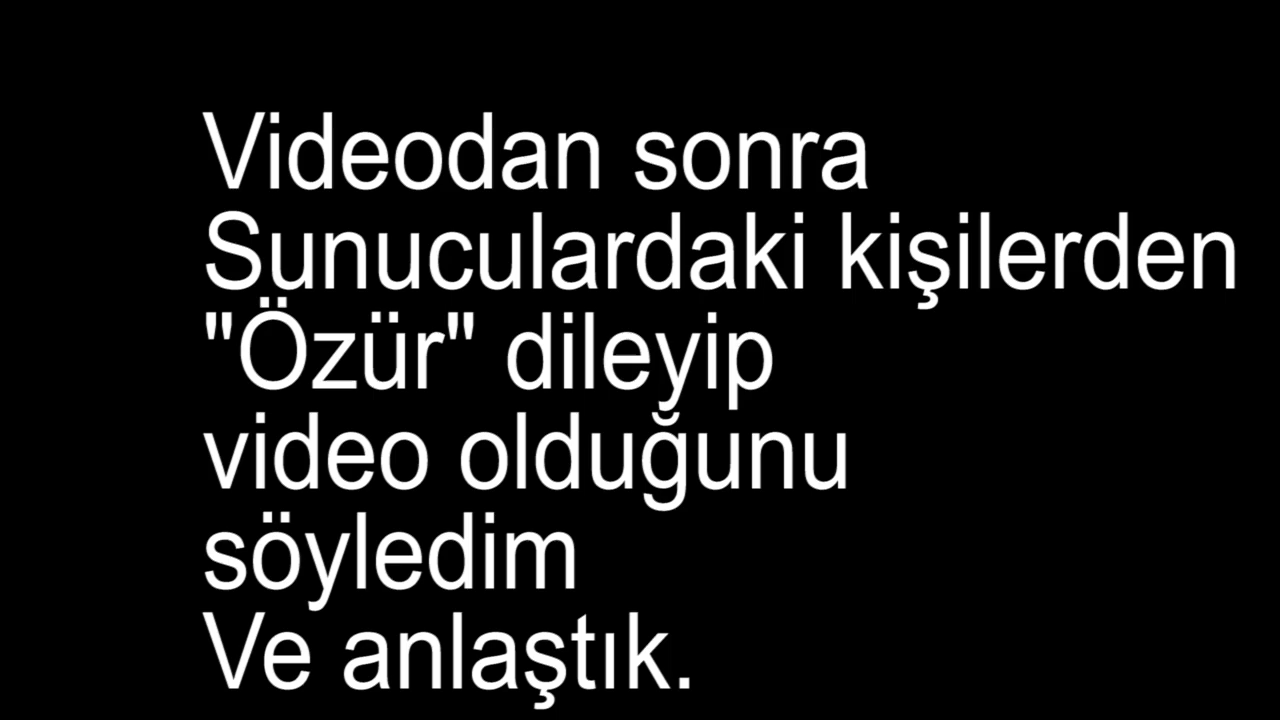 Videodan sonra
Sunuculardaki kişilerden
"Özür" dileyip
video olduğunu
söyledim
Ve anlaştık.